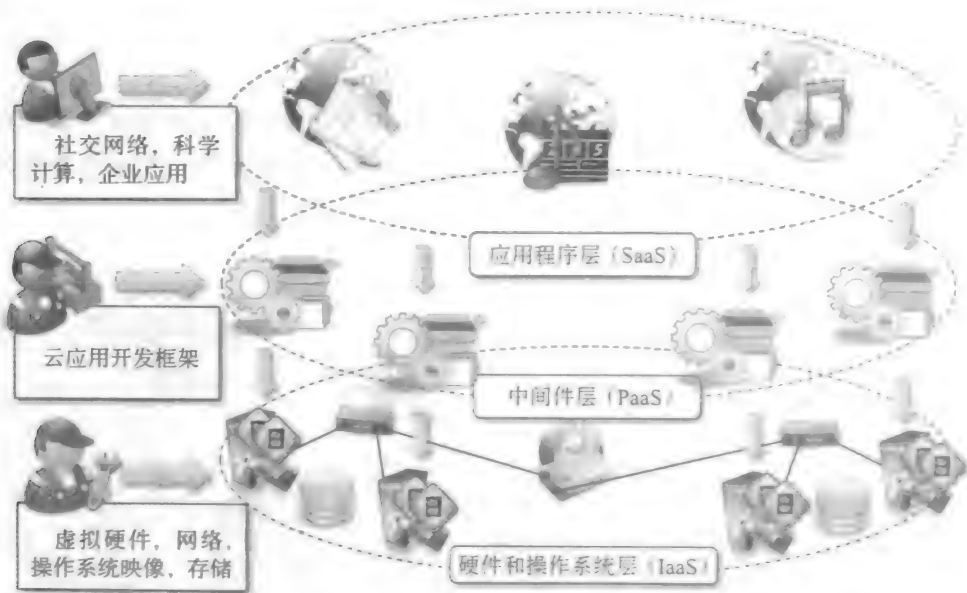 社交网络，科学
计算，企业应用
应用程序层（SaaS）
云应用开发框架
中间件层（PaaS）
虚拟硬件，网络，
操作系统映像，存储
硬件和操作系统层（IaaS）